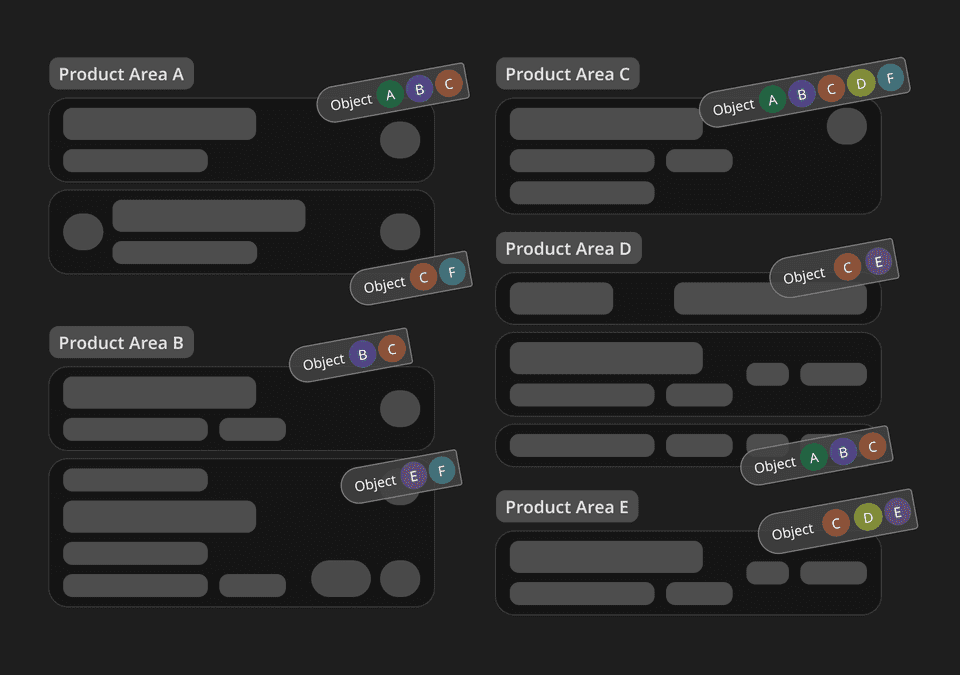 Product Area A
Object A B C
Object C F
Product Area B
Object B C
Object E F
Product Area C
Object A B C D F
Product Area D
Object C E
Object A B C
Product Area E
Object C D E